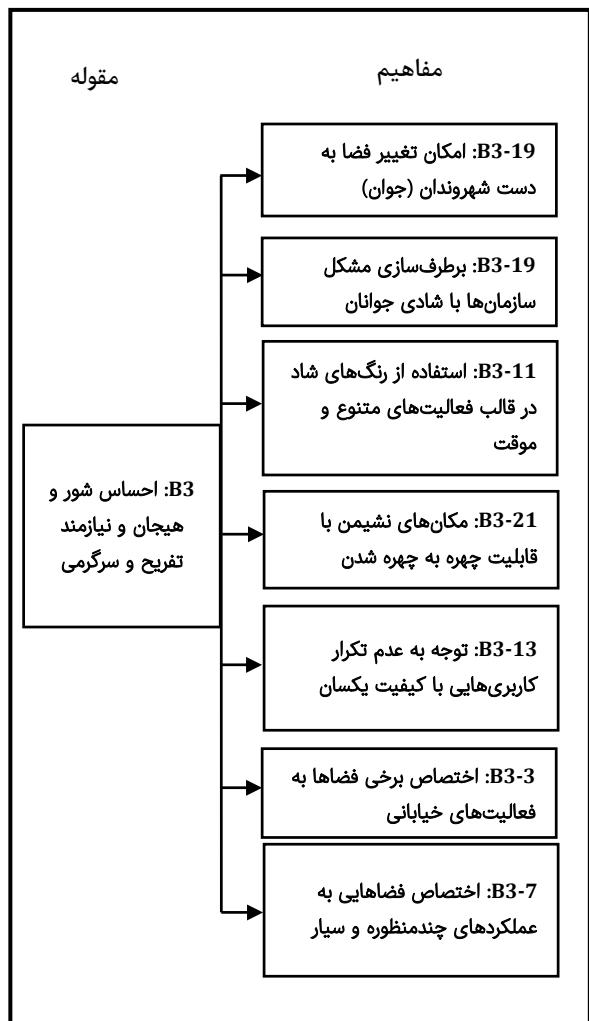 مفاهیم
مقوله
B3-19: امکان تغییر فضا به
دست شهروندان (جوان)
B3-19: برطرف‌سازی مشکل
سازمان‌ها با شادی جوانان
B3-11: استفاده از رنگ‌های شاد
در قالب فعالیت‌های متنوع و
موقت
B3-21: مکان‌های نشیمن با
قابلیت چهره به چهره شدن
B3-13: توجه به عدم تکرار
کاربری‌هایی با کیفیت یکسان
B3-3: اختصاص برخی فضاها به
فعالیت‌های خیابانی
B3-7: اختصاص فضاهایی به
عملکردهای چندمنظوره و سیار
B3: احساس شور و
هیجان و نیازمند
تفریح و سرگرمی